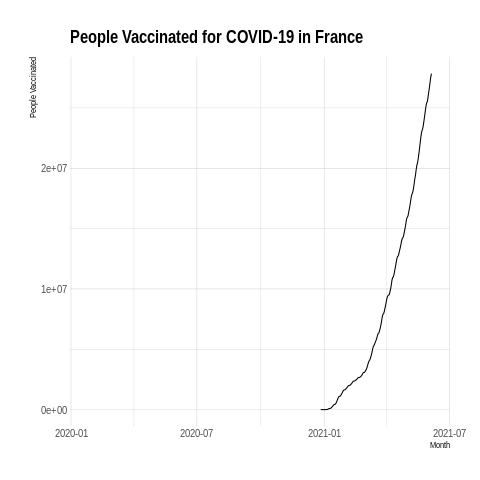 People Vaccinated for COVID-19 in France
People Vaccinated
2e+07
1e+07
0e+00
2020-01 2020-07 2021-01 2021-07
Month